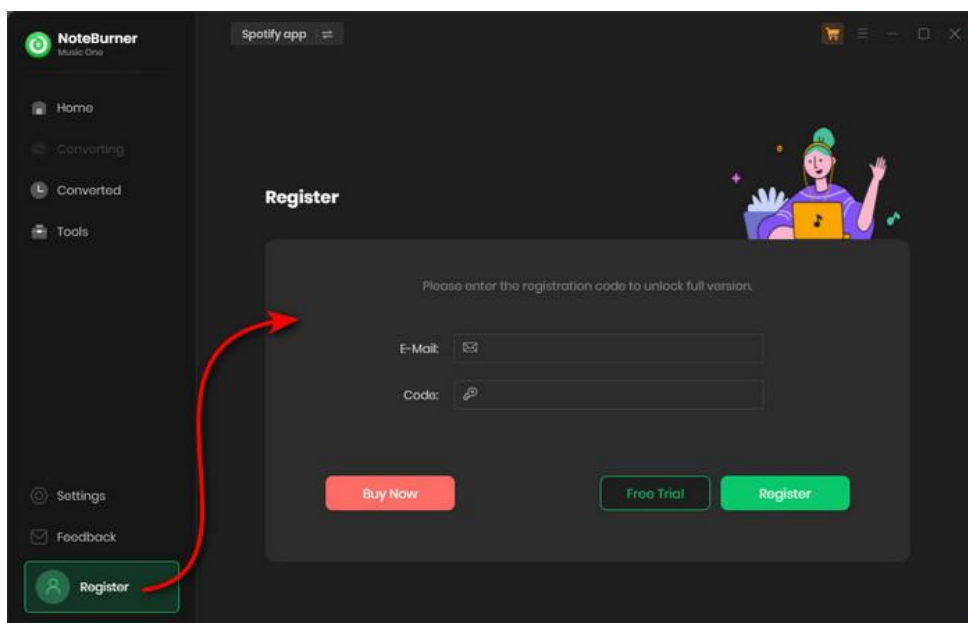 NoteBurner
Music One
Spotify app
Home
Converting
Converted
Tools
Register
Please enter the registration code to unlock full version.
E-Mail:
Code:
Buy Now
Free Trial
Register
Settings
Feedback
Register